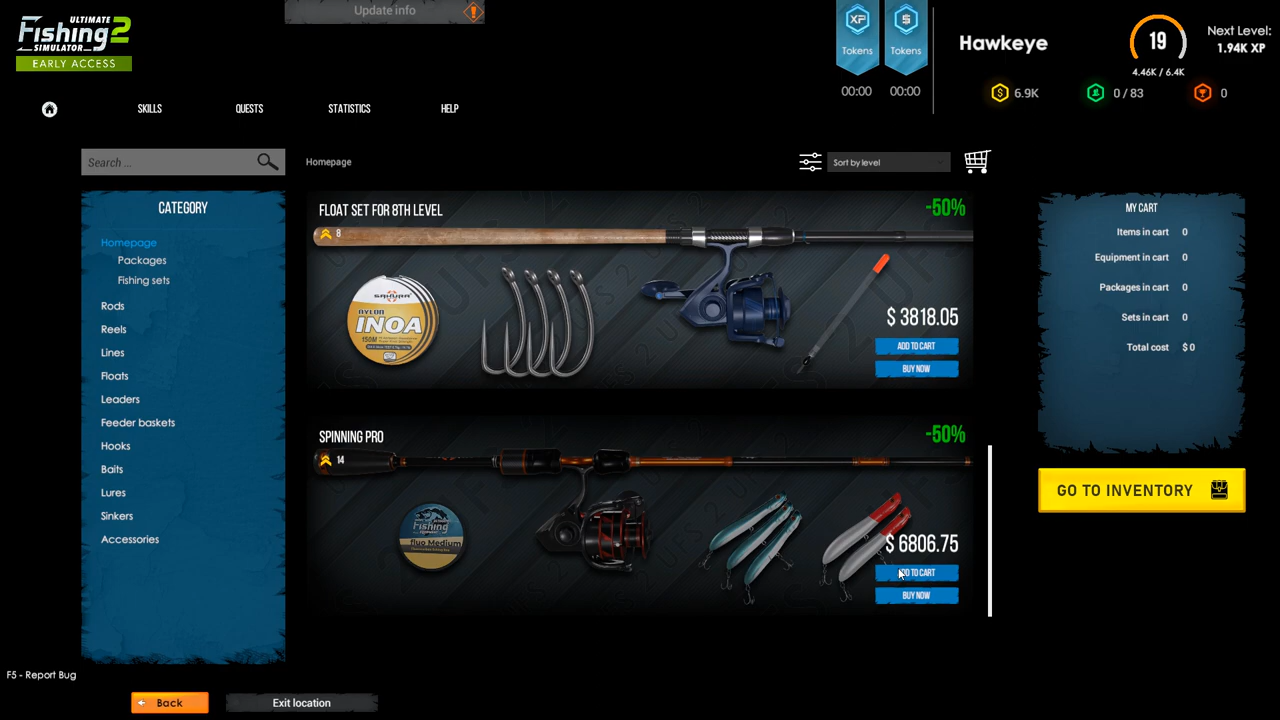 ULTIMATE
Fishing 2
SIMULATOR
EARLY ACCESS
Update info
XP
Tokens
00:00
$
Tokens
00:00
Hawkeye
19
4.46K / 6.4K
Next Level:
1.94K XP
$ 6.9K
0 / 83
0
SKILLS
QUESTS
STATISTICS
HELP
Search ...
Homepage
Sort by level
CATEGORY
Homepage
Packages
Fishing sets
Rods
Reels
Lines
Floats
Leaders
Feeder baskets
Hooks
Baits
Lures
Sinkers
Accessories
FLOAT SET FOR 8TH LEVEL
-50%
8
SAKURA
NYLON
INOA
150M
$ 3818.05
ADD TO CART
BUY NOW
SPINNING PRO
-50%
14
Fishing
fluo Medium
$ 6806.75
ADD TO CART
BUY NOW
MY CART
Items in cart 0
Equipment in cart 0
Packages in cart 0
Sets in cart 0
Total cost $ 0
GO TO INVENTORY
F5 - Report Bug
Back
Exit location